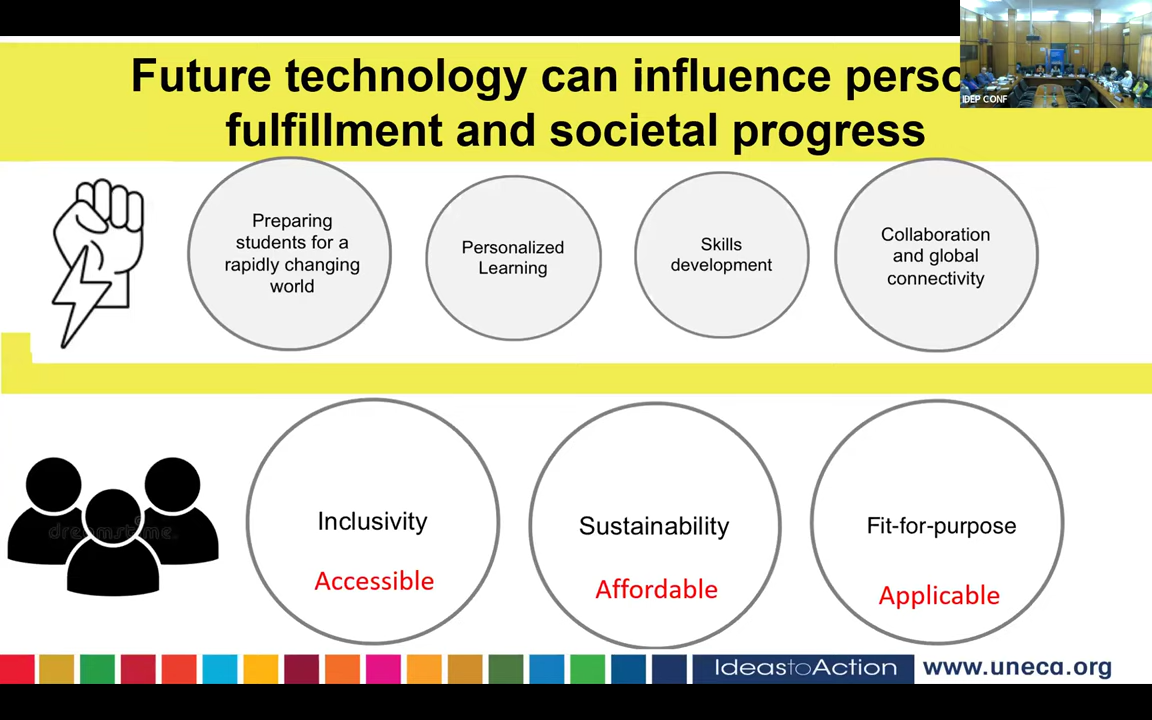 Future technology can influence perso
fulfillment and societal progress
IDEP CONF
Preparing
students for a
rapidly changing
world
Personalized
Learning
Skills
development
Collaboration
and global
connectivity
dreamstime.
Inclusivity
Accessible
Sustainability
Affordable
Fit-for-purpose
Applicable
IdeastoAction
www.uneca.org